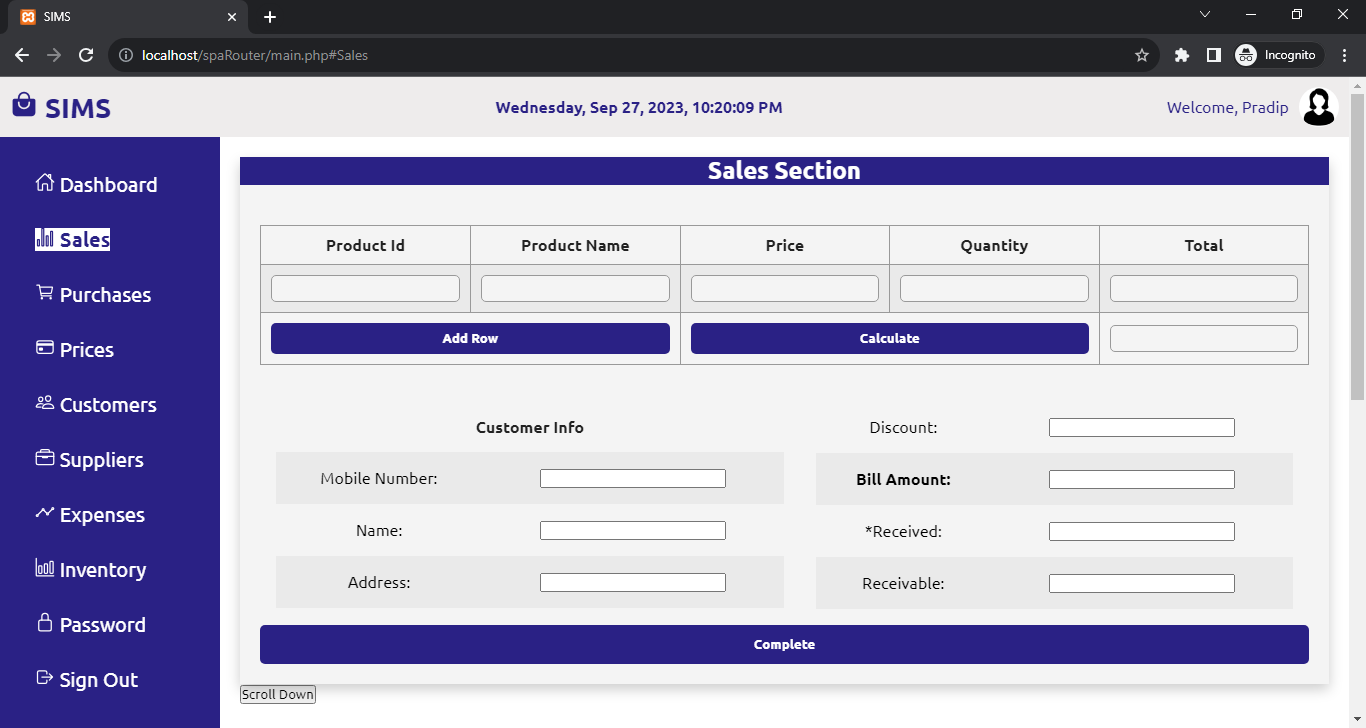 SIMS
localhost/spaRouter/main.php#Sales
Incognito
SIMS
Wednesday, Sep 27, 2023, 10:20:09 PM
Welcome, Pradip
Dashboard
Sales
Purchases
Prices
Customers
Suppliers
Expenses
Inventory
Password
Sign Out
Sales Section
Product Id Product Name Price Quantity Total
Add Row Calculate
Customer Info
Mobile Number:
Name:
Address:
Discount:
Bill Amount:
*Received:
Receivable:
Complete
Scroll Down